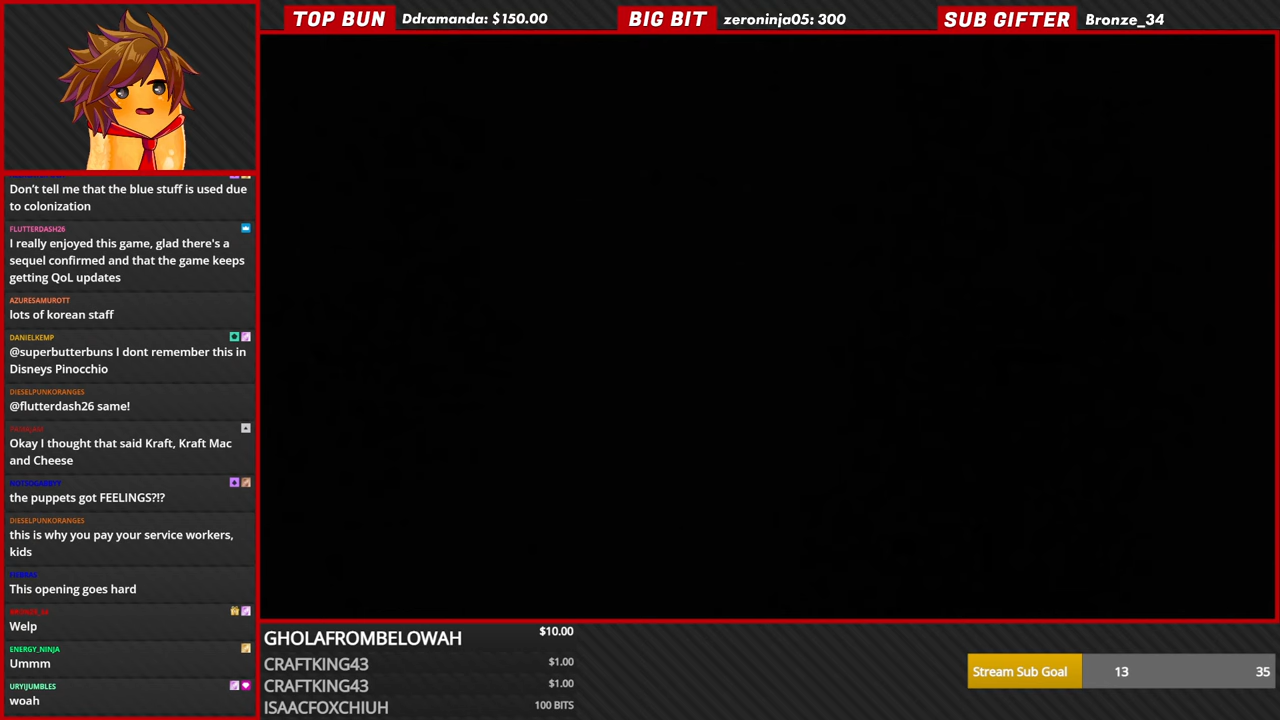 TOP BUN Ddramanda: $150.00 BIG BIT zeroninja05: 300 SUB GIFTER Bronze_34
Don't tell me that the blue stuff is used due
to colonization
FLUTTERDASH26
I really enjoyed this game, glad there's a
sequel confirmed and that the game keeps
getting QoL updates
AZURESAMUROTT
lots of korean staff
DANIELKEMP
@superbutterbuns I dont remember this in
Disneys Pinocchio
DIESELPUNKORANGES
@flutterdash26 same!
Okay I thought that said Kraft, Kraft Mac
and Cheese
NOTSOGABBYY
the puppets got FEELINGS?!?
DIESELPUNKORANGES
this is why you pay your service workers,
kids
This opening goes hard
BRONZE_34
Welp
ENERGY_NINJA
Ummm
URYIJUMBLES
woah
GHOLAFROMBELOWAH $10.00
CRAFTKING43 $1.00
CRAFTKING43 $1.00
ISAACFOXCHIUH 100 BITS
Stream Sub Goal 13 35